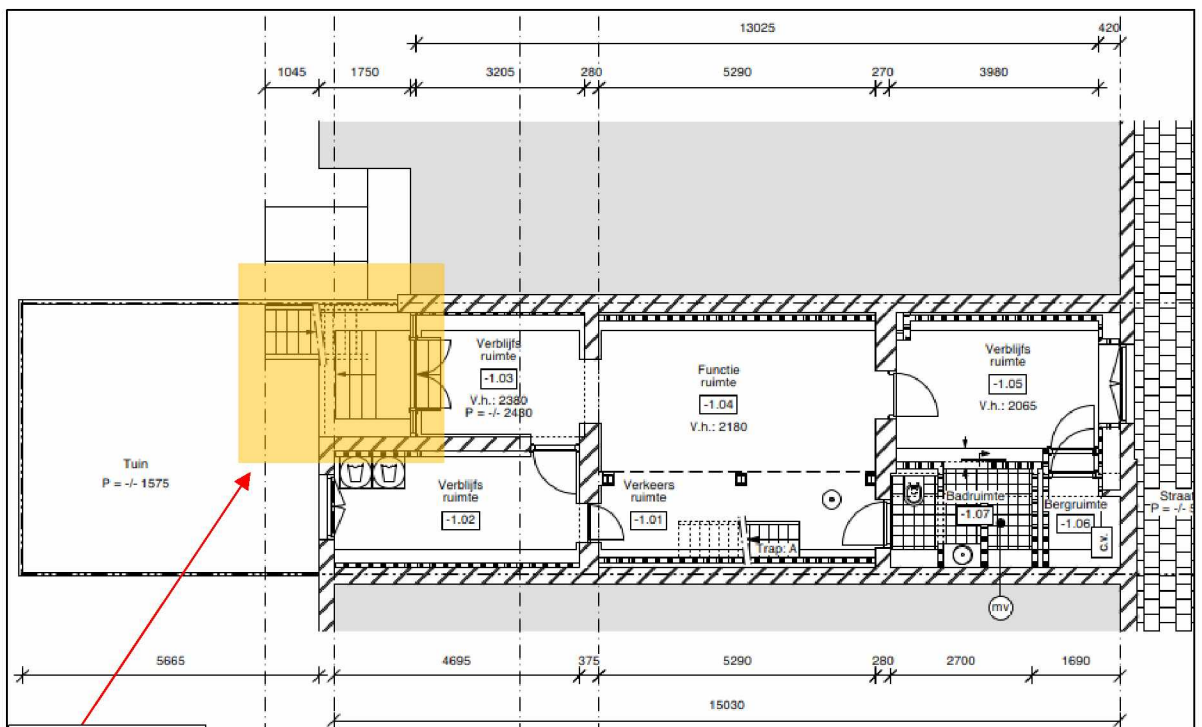 13025
420
1045
1750
3205
280
5290
270
3980
Verblijfs
ruimte
-1.03
V.h.: 2380
P = -/- 2430
Functie
ruimte
-1.04
V.h.: 2180
Verblijfs
ruimte
-1.05
V.h.: 2065
Tuin
P = -/- 1575
Verblijfs
ruimte
-1.02
Verkeers
ruimte
-1.01
Trap: A
Badruimte
-1.07
Bergruimte
-1.06
c.v.
Straat
P = -/-
mv
5665
4695
375
5290
280
2700
1690
15030